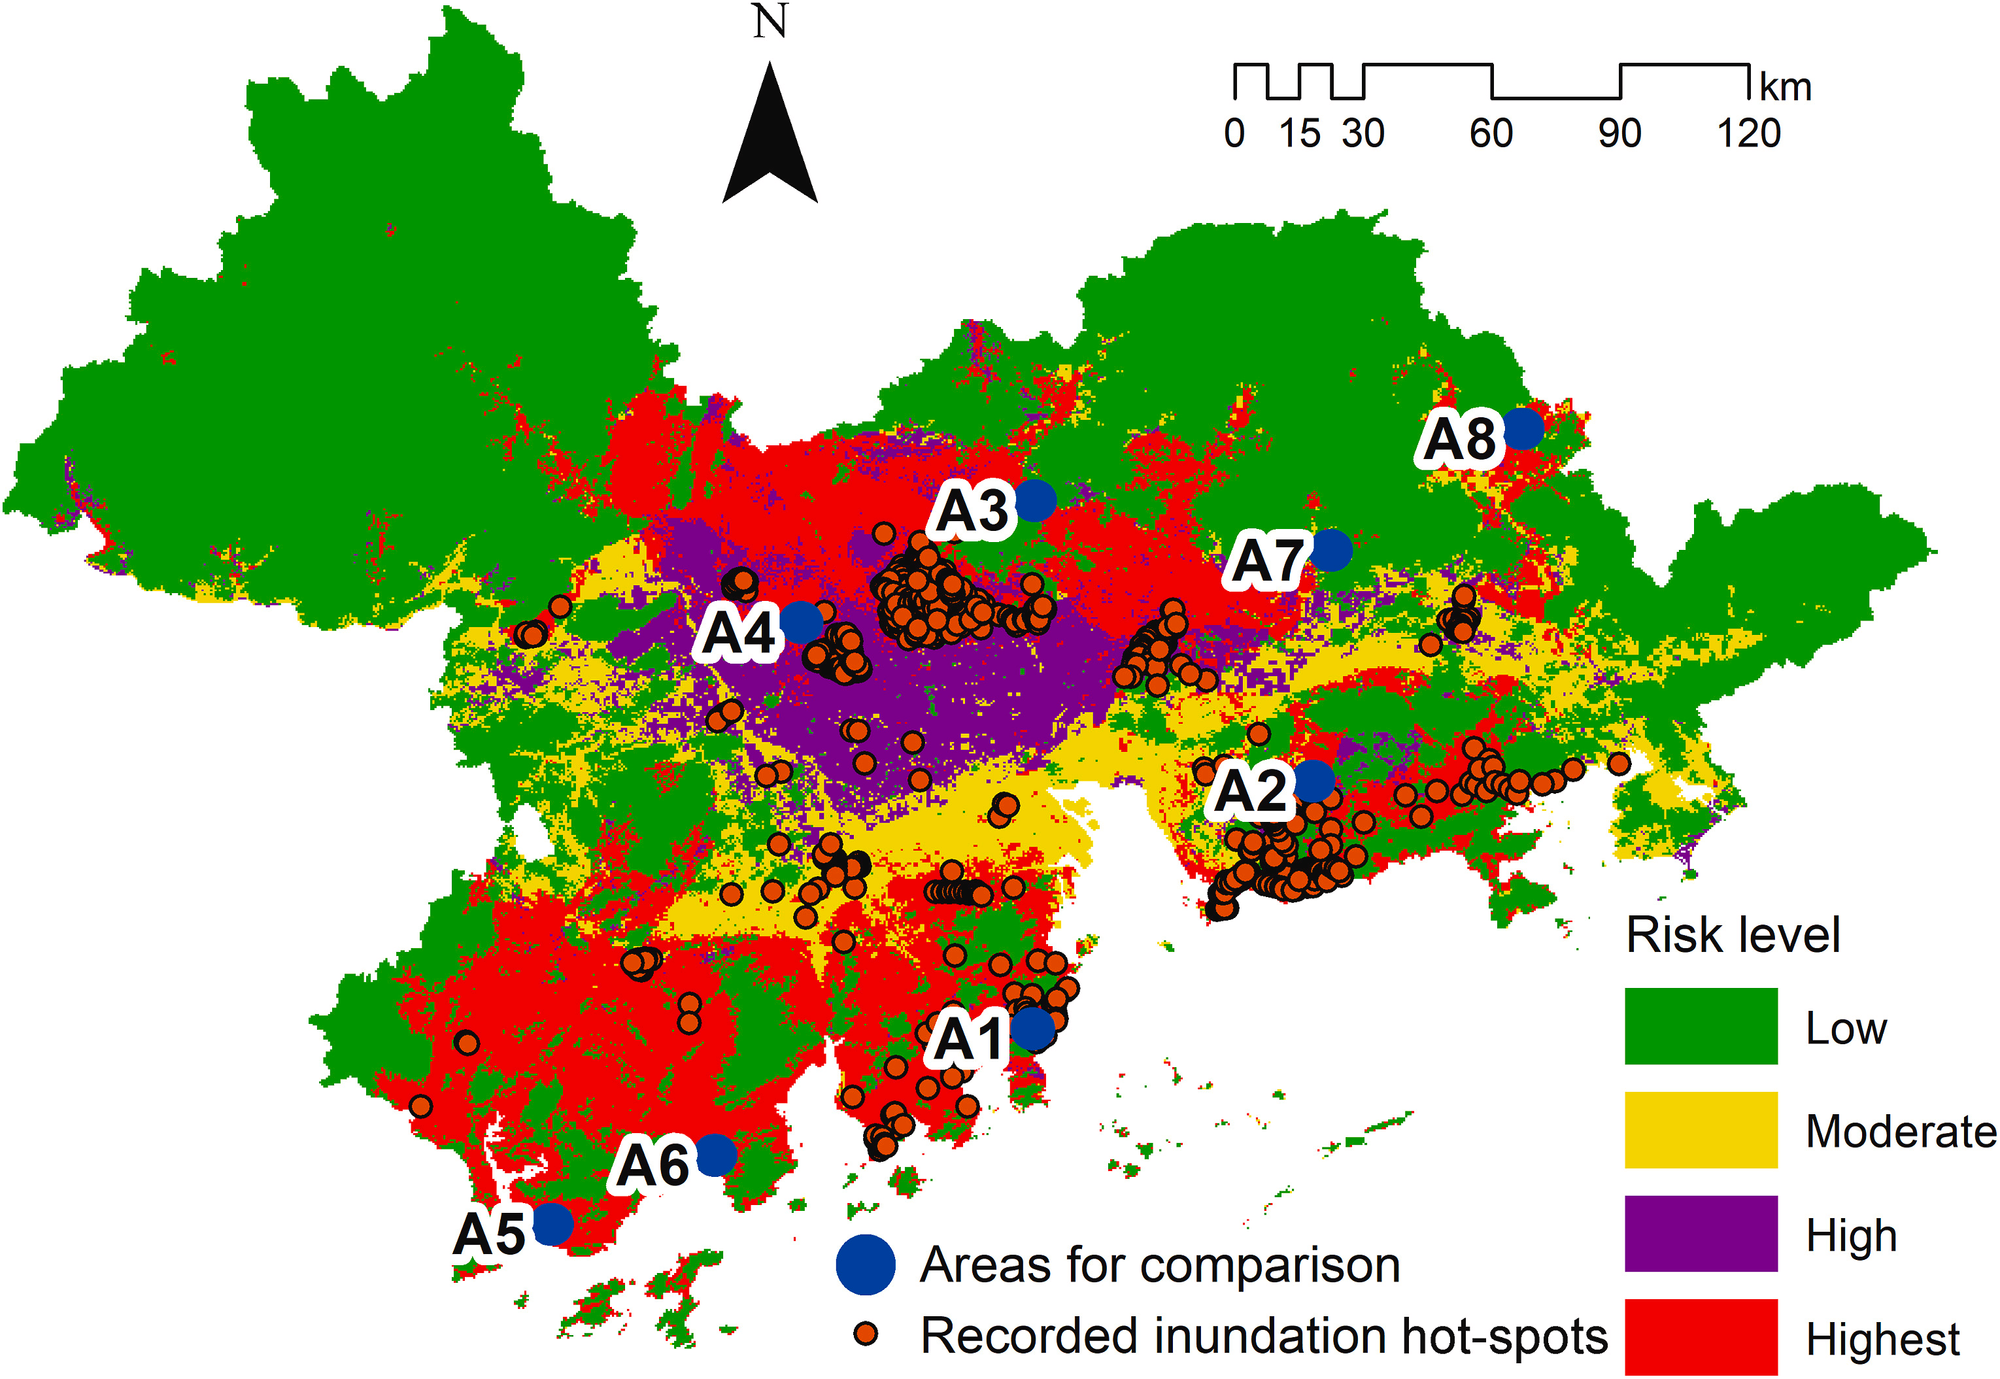 N
km
0 15 30 60 90 120
A8
A3
A7
A4
A2
A1
A6
A5
Risk level
Low
Moderate
High
Highest
Areas for comparison
Recorded inundation hot-spots